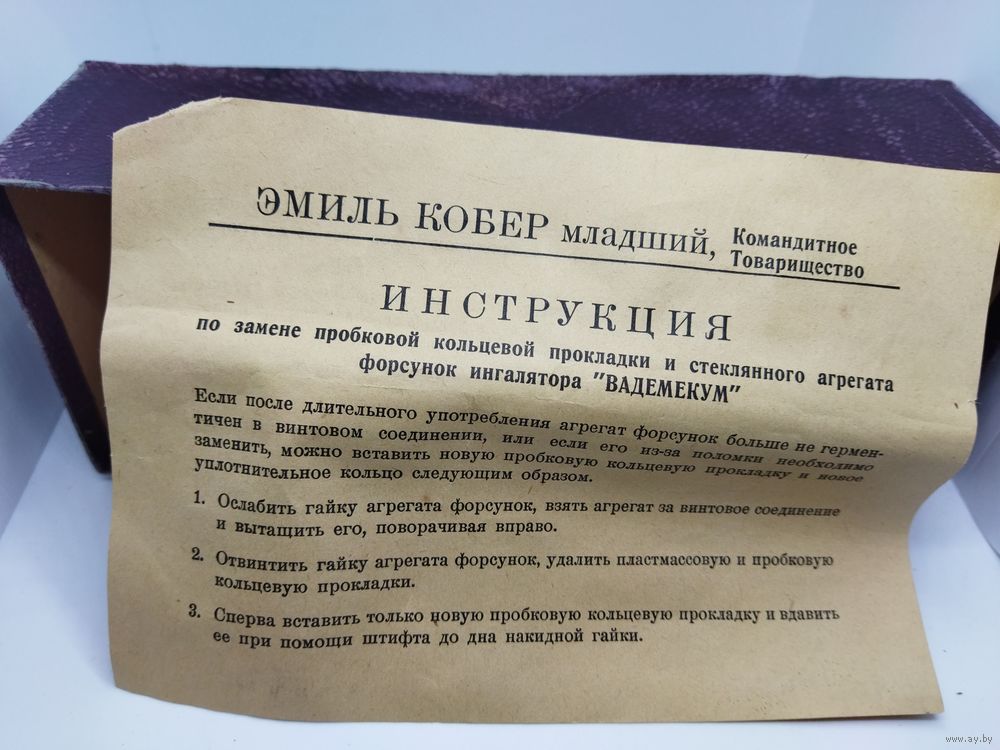 ЭМИЛЬ КОБЕР младший, Командитное
Товарищество
ИНСТРУКЦИЯ
по замене пробковой кольцевой прокладки и стеклянного агрегата
форсунок ингалятора "ВАДЕМЕКУМ"
Если после длительного употребления агрегат форсунок больше не гермен-
тичен в винтовом соединении, или если его из-за поломки необходимо
заменить, можно вставить новую пробковую кольцевую прокладку и новое
уплотнительное кольцо следующим образом.
1. Ослабить гайку агрегата форсунок, взять агрегат за винтовое соединение
и вытащить его, поворачивая вправо.
2. Отвинтить гайку агрегата форсунок, удалить пластмассовую и пробковую
кольцевую прокладки.
3. Сперва вставить только новую пробковую кольцевую прокладку и вдавить
ее при помощи штифта до дна накидной гайки.
www.ay.by